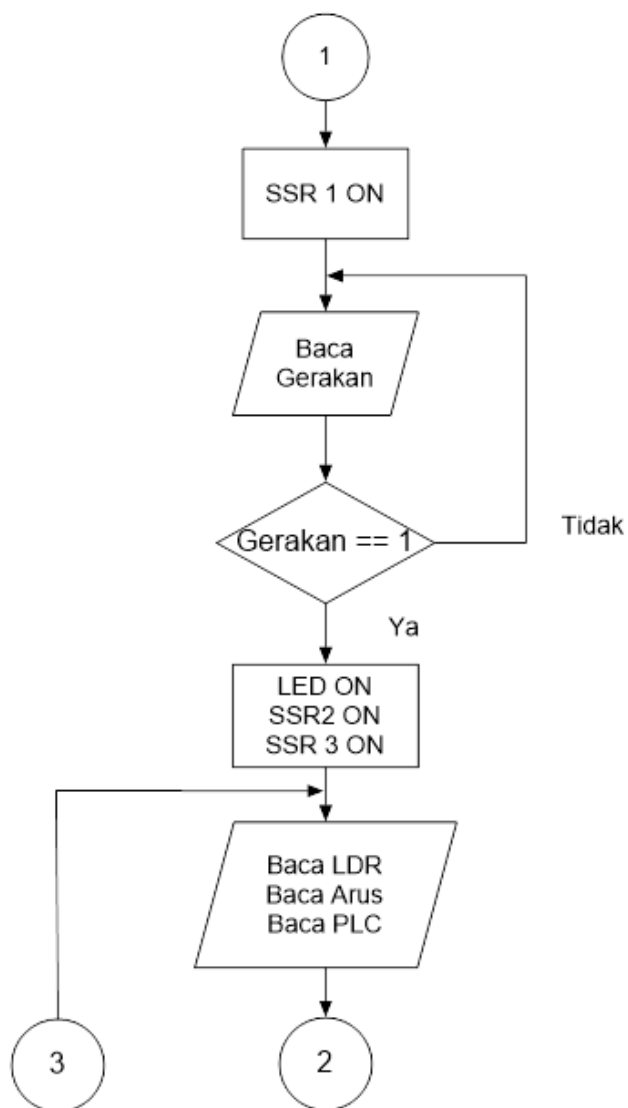 1
SSR 1 ON
Baca
Gerakan
Gerakan == 1
Tidak
Ya
LED ON
SSR2 ON
SSR 3 ON
Baca LDR
Baca Arus
Baca PLC
3
2